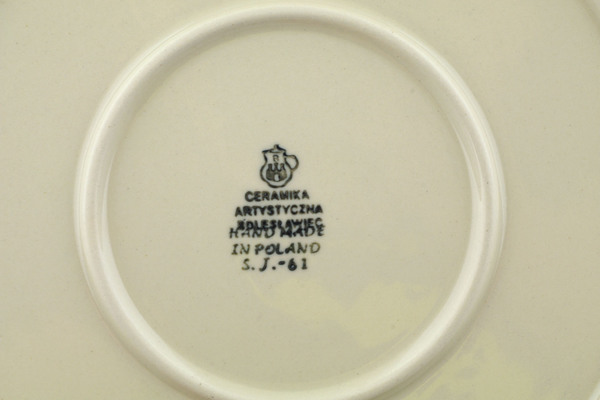 CERAMIKA
ARTYSTYCZNA
BOLESŁAWIEC
HAND MADE
IN POLAND
S. J.-61